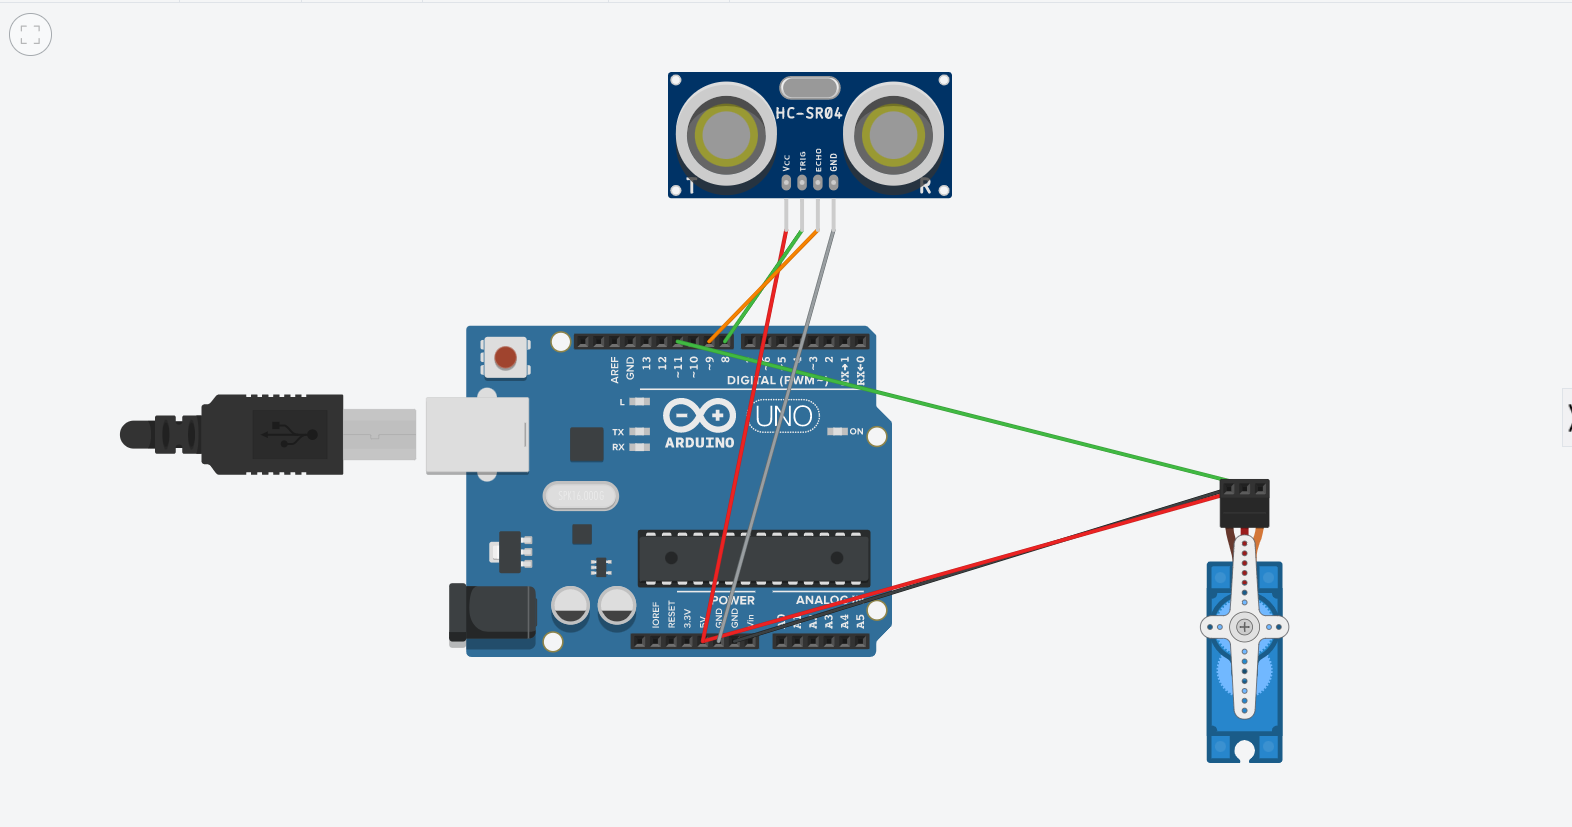 HC-SR04
Vcc
TRIG
ECHO
GND
T
R
AREF
GND
13
12
~11
~10
~9
8
~6
5
~3
2
TX→1
RX←0
DIGITAL (PWM~)
L
TX
RX
ARDUINO
UNO
ON
POWER
ANALOG IN
IOREF
RESET
3.3V
5V
GND
GND
Vin
A0
A1
A2
A3
A4
A5